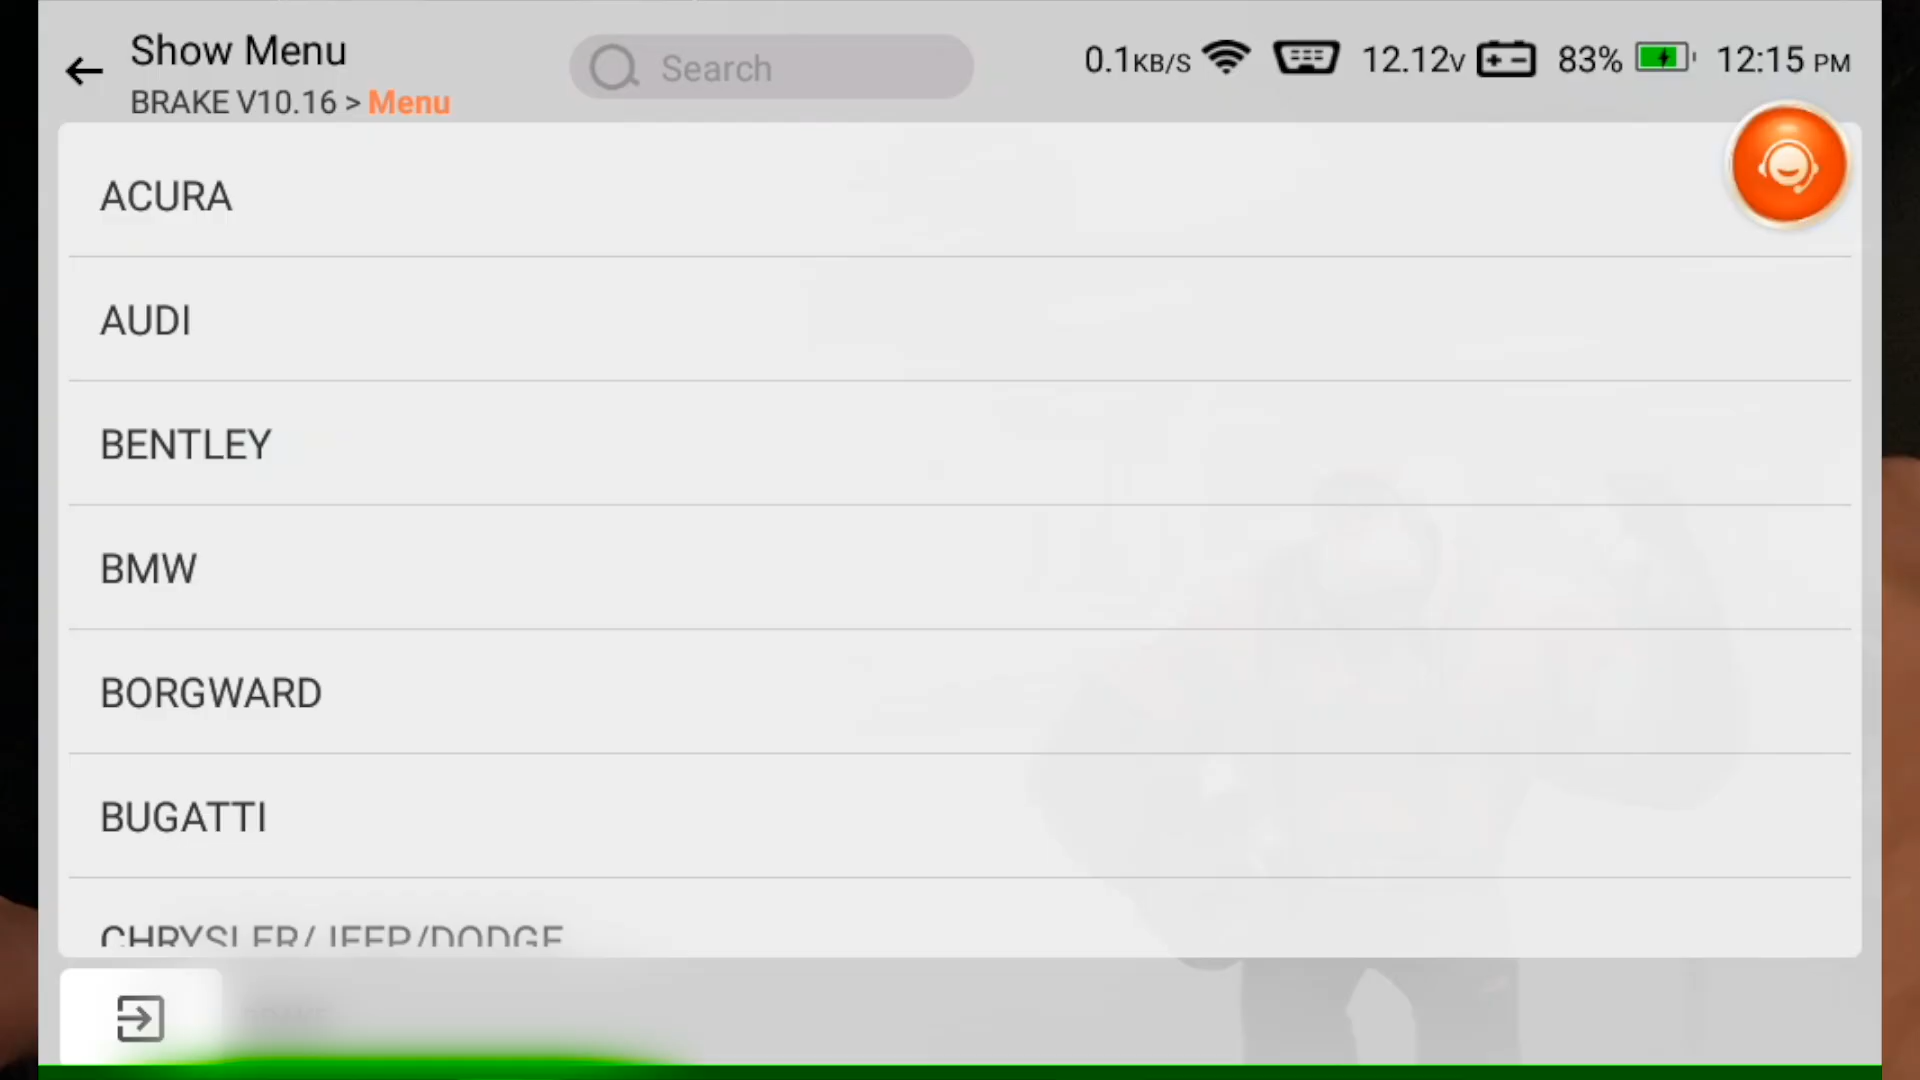 Show Menu
Search
0.1KB/S
12.12V
83%
12:15 PM
BRAKE V10.16 > Menu
ACURA
AUDI
BENTLEY
BMW
BORGWARD
BUGATTI
CHRYSLER/JEEP/DODGE